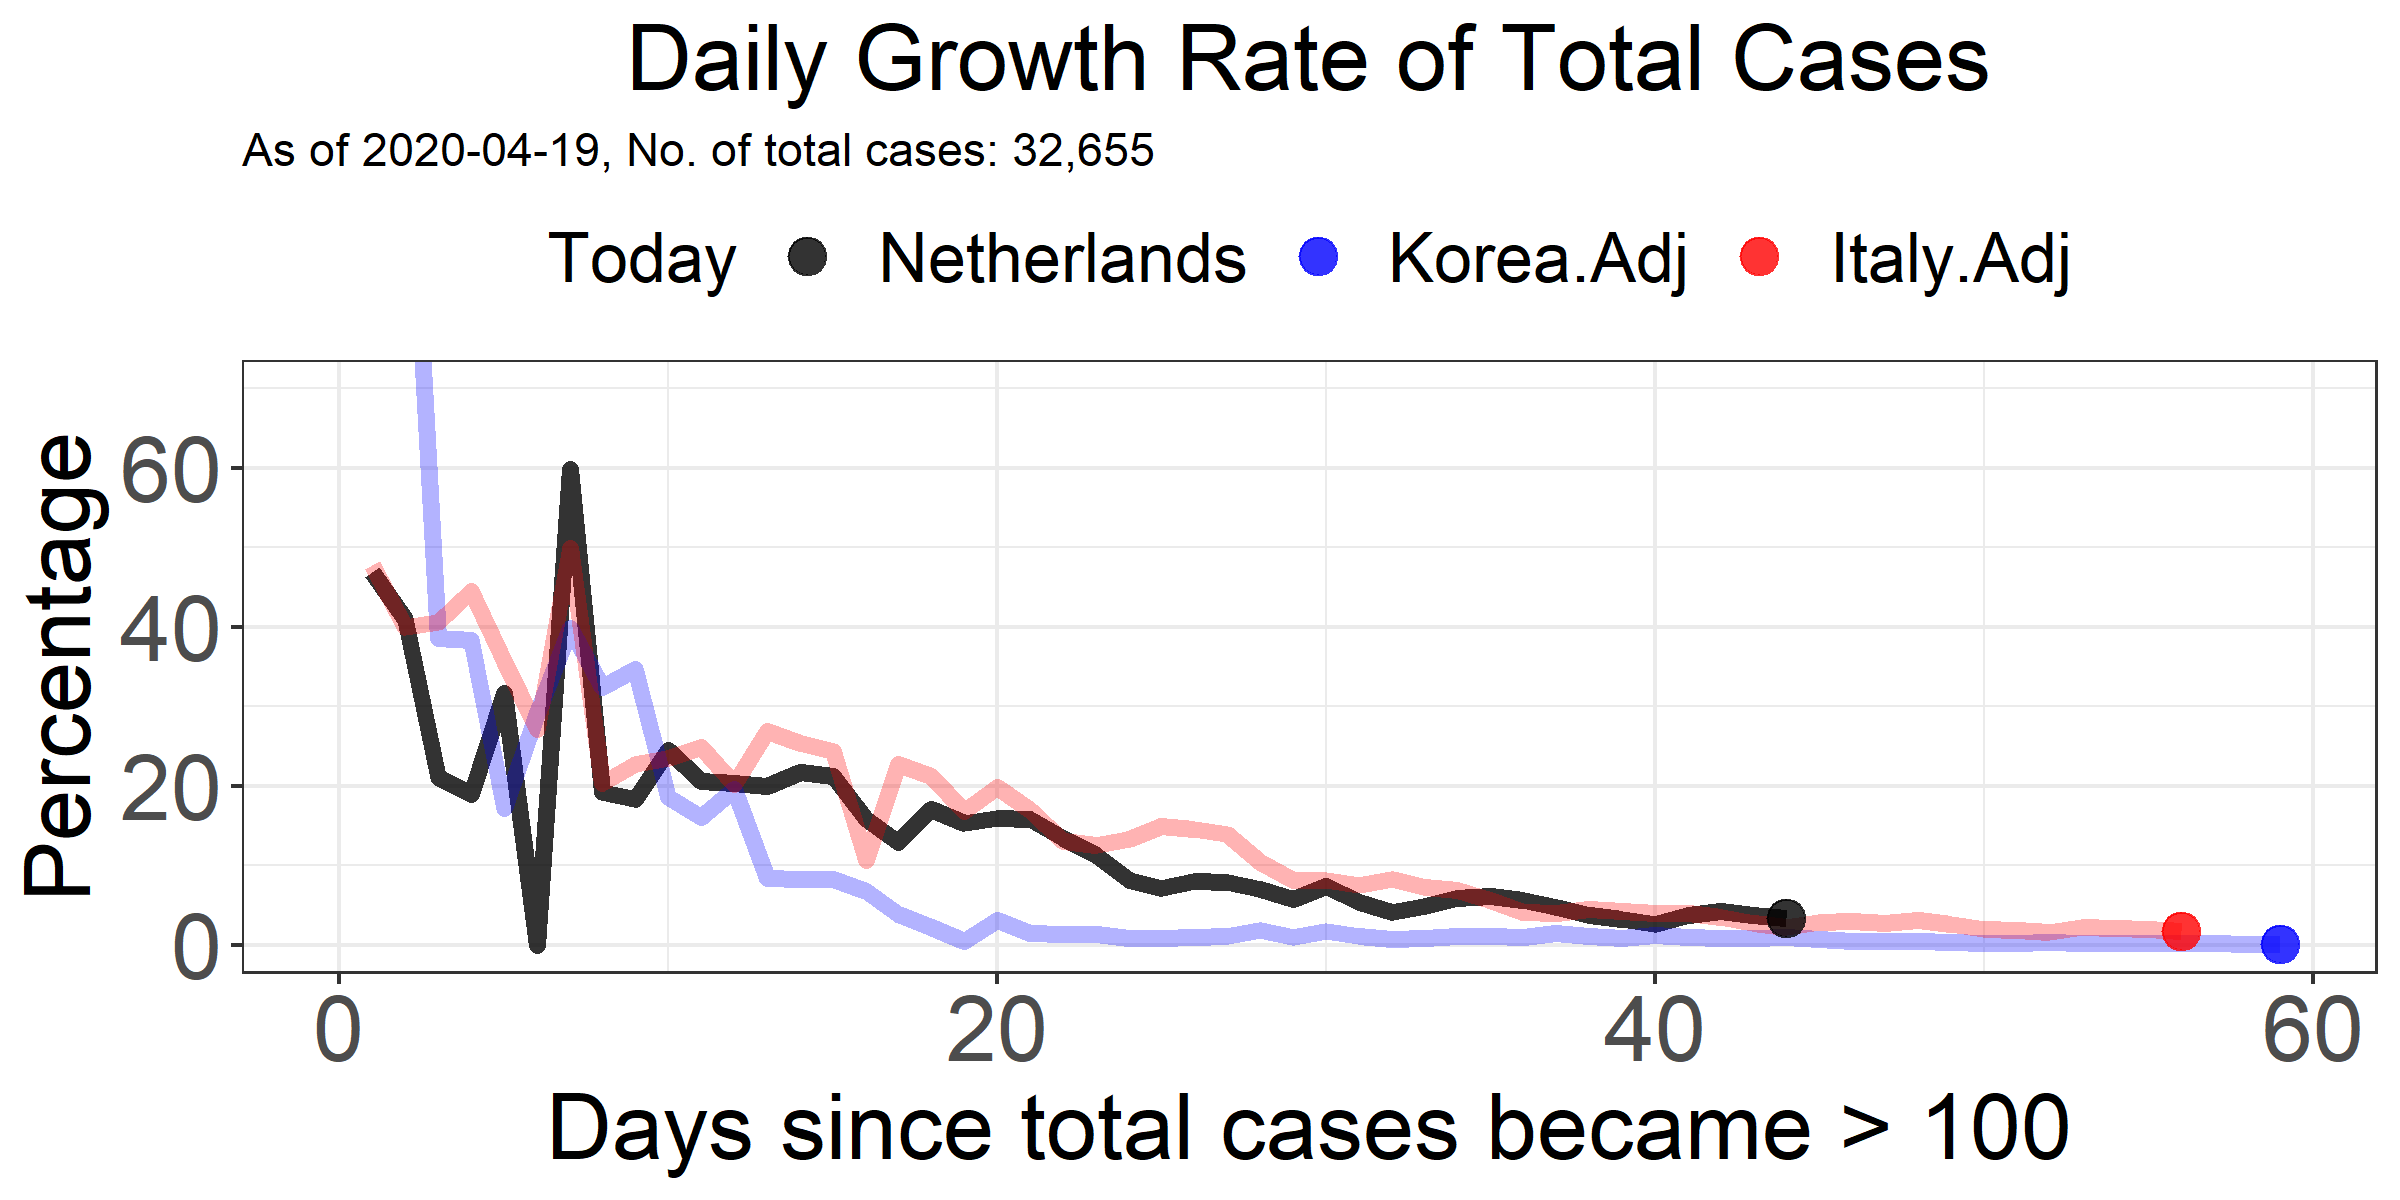 Daily Growth Rate of Total Cases
As of 2020-04-19, No. of total cases: 32,655
Today Netherlands Korea.Adj Italy.Adj
Percentage
60
40
20
0
0 20 40 60
Days since total cases became > 100